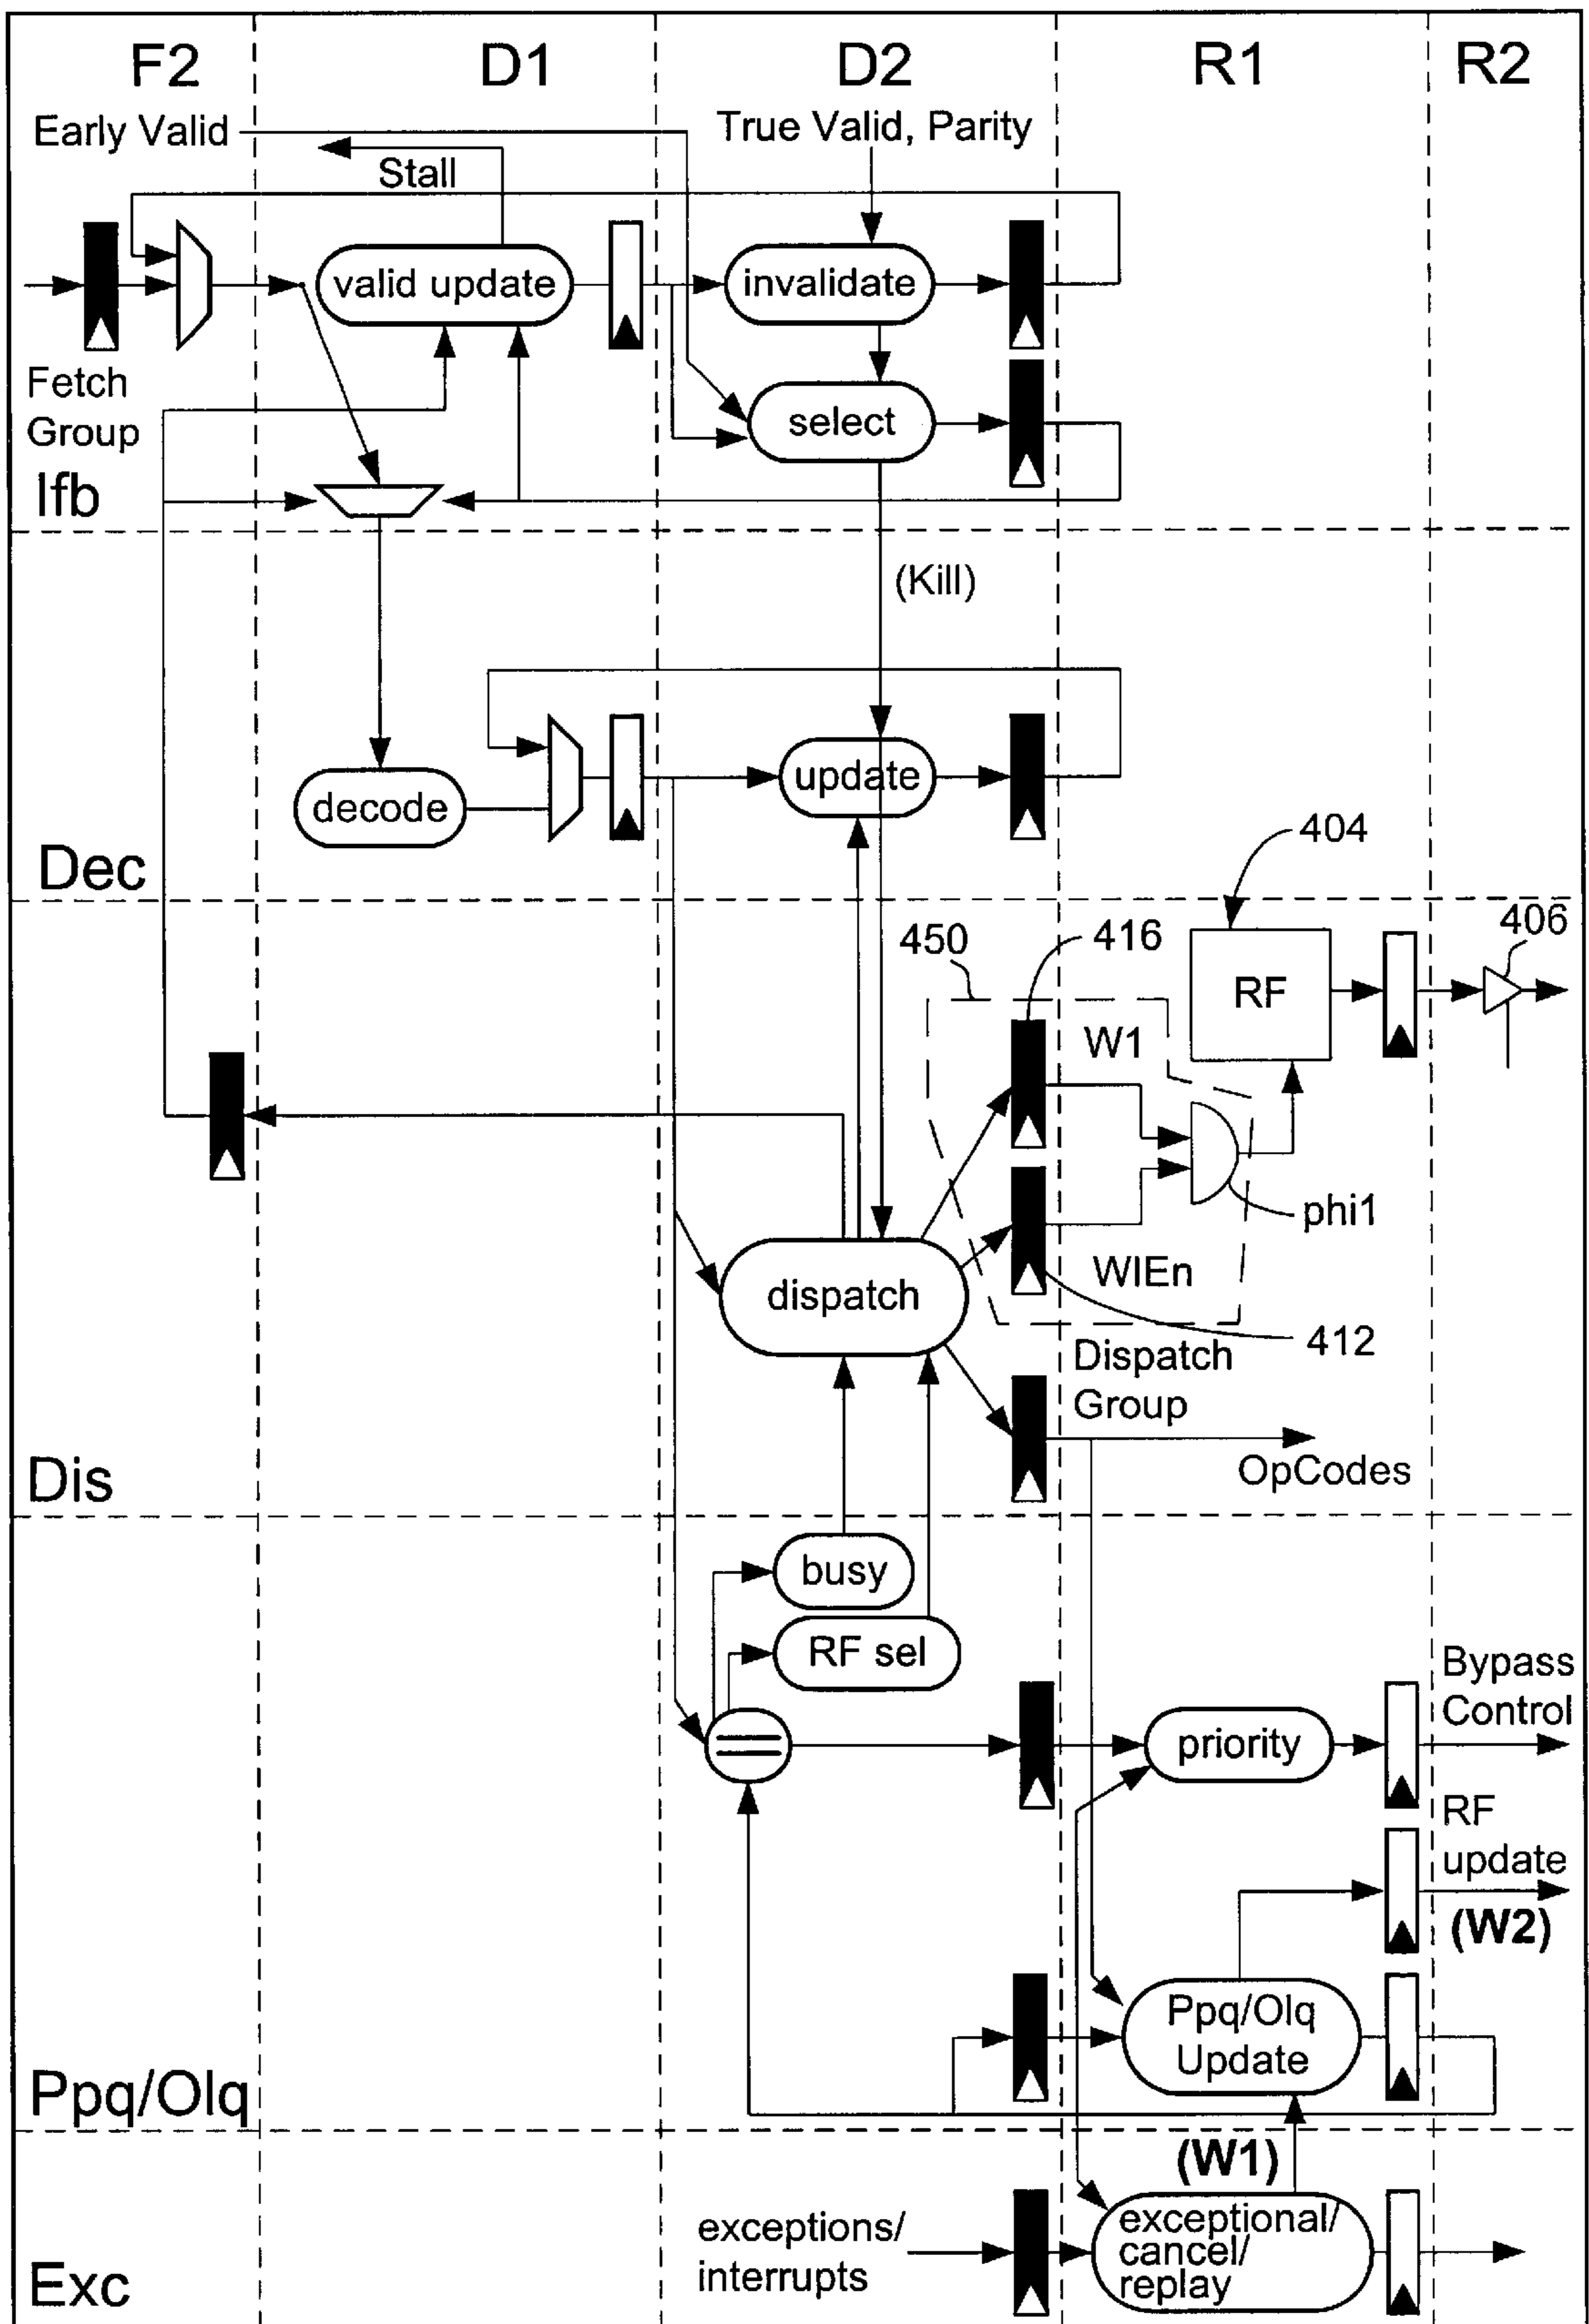 F2 D1 D2 R1 R2
Early Valid
True Valid, Parity
Stall
valid update
invalidate
Fetch
Group
select
Ifb
(Kill)
update
decode
404
Dec
450
416
406
RF
W1
phi1
dispatch
WIEn
412
Dispatch
Group
OpCodes
Dis
busy
RF sel
Bypass
Control
priority
RF
update
(W2)
Ppq/Olq
Update
Ppq/Olq
(W1)
exceptions/
interrupts
exceptional/
cancel/
replay
Exc